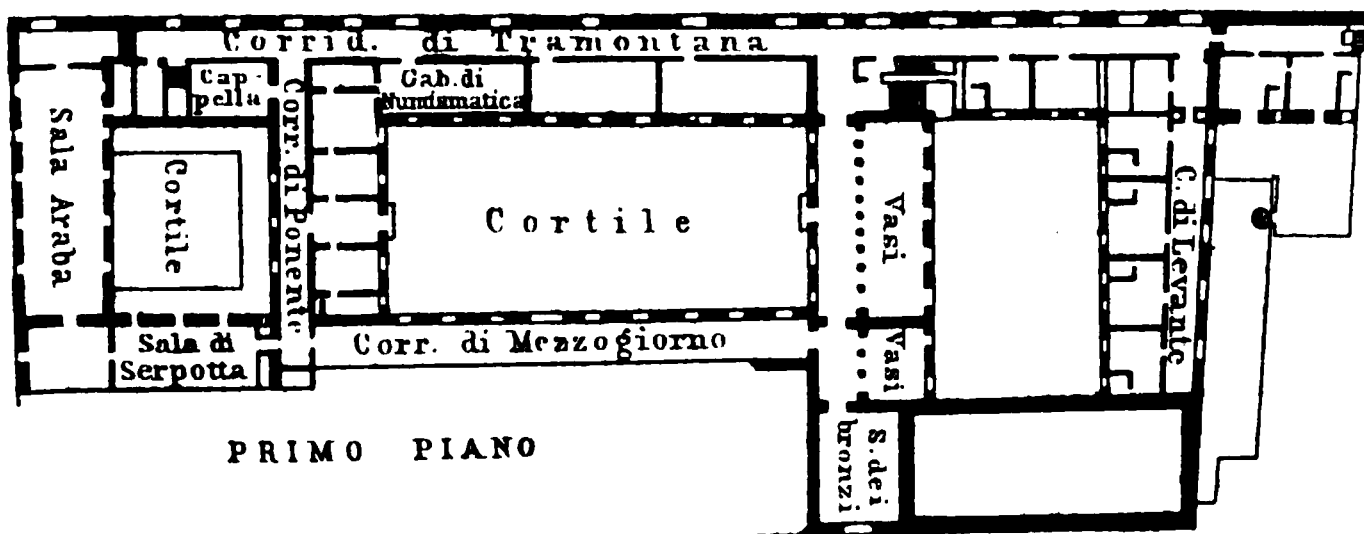 Corrid. di Tramontana
Cap-
pella
Gab. di
Numismatica
Sala Araba
Cortile
Corr. di Ponente
Cortile
Vasi
C. di Levante
Sala di
Serpotta
Corr. di Mezzogiorno
Vasi
PRIMO PIANO
S. dei
bronzi